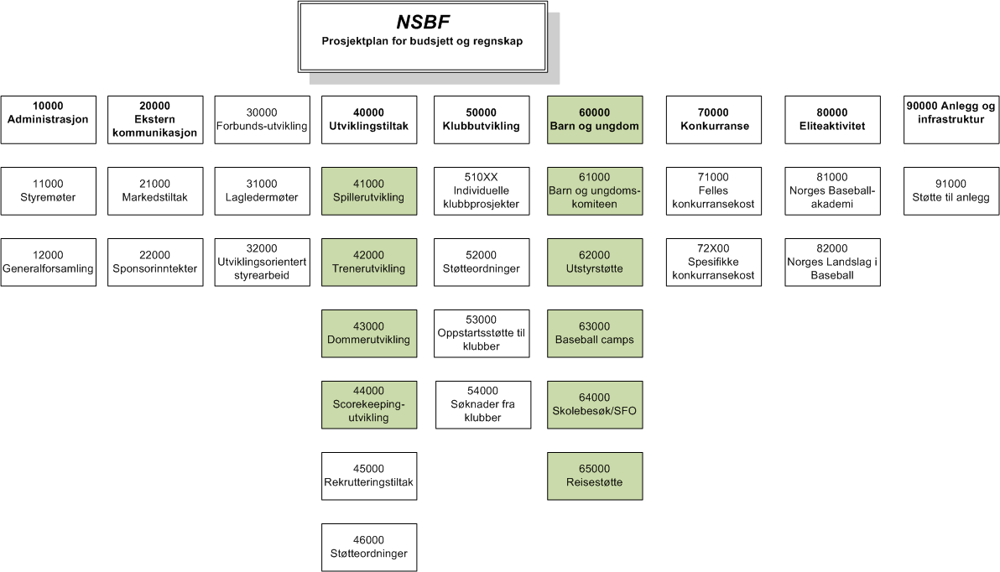 NSBF
Prosjektplan for budsjett og regnskap
10000
Administrasjon
20000
Ekstern
kommunikasjon
30000
Forbunds-utvikling
40000
Utviklingstiltak
50000
Klubbutvikling
60000
Barn og ungdom
70000
Konkurranse
80000
Eliteaktivitet
90000 Anlegg og
infrastruktur
11000
Styremøter
21000
Markedstiltak
31000
Lagledermøter
41000
Spillerutvikling
510XX
Individuelle
klubbprosjekter
61000
Barn og ungdoms-
komiteen
71000
Felles
konkurransekost
81000
Norges Baseball-
akademi
91000
Støtte til anlegg
12000
Generalforsamling
22000
Sponsorinntekter
32000
Utviklingsorientert
styrearbeid
42000
Trenerutvikling
52000
Støtteordninger
62000
Utstyrstøtte
72X00
Spesifikke
konkurransekost
82000
Norges Landslag i
Baseball
43000
Dommerutvikling
53000
Oppstartsstøtte til
klubber
63000
Baseball camps
44000
Scorekeeping-
utvikling
54000
Søknader fra
klubber
64000
Skolebesøk/SFO
45000
Rekrutteringstiltak
65000
Reisestøtte
46000
Støtteordninger